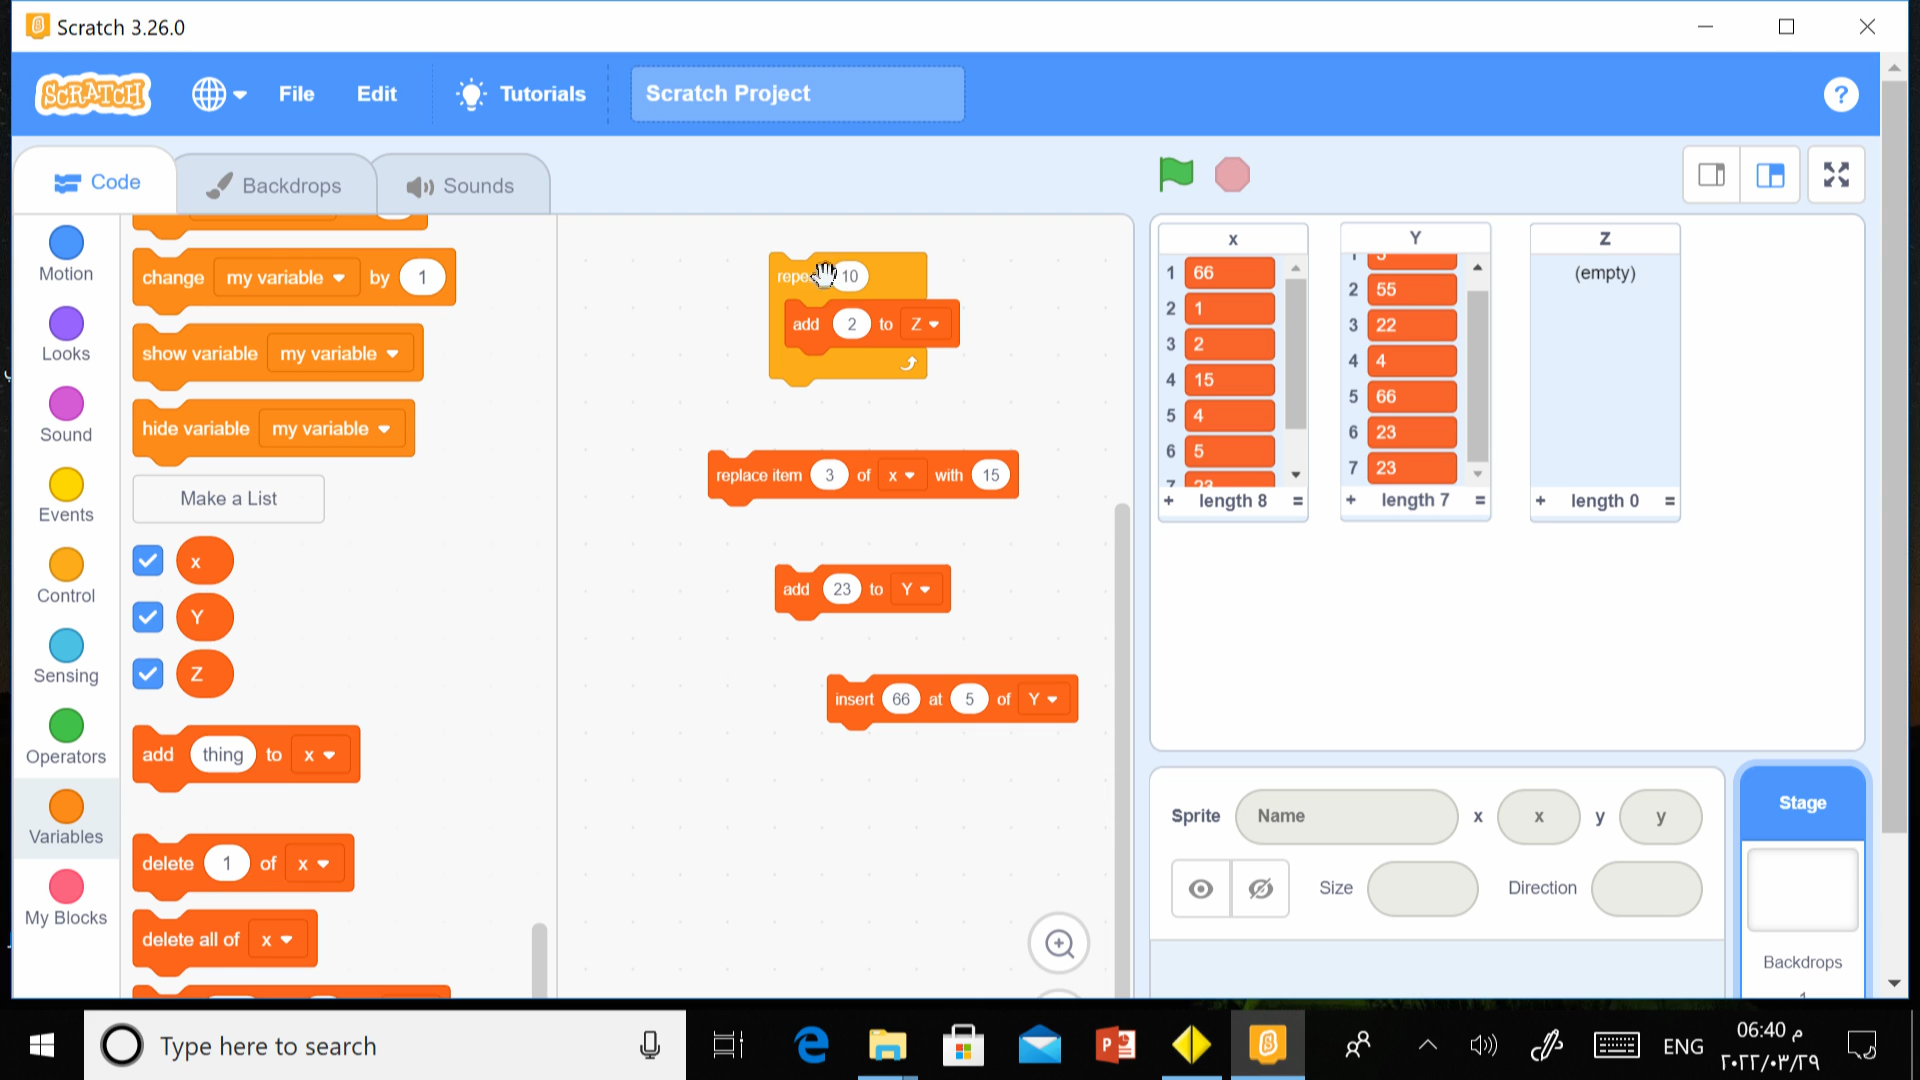 Scratch 3.26.0
SCRATCH
File
Edit
Tutorials
Scratch Project
?
Code
Backdrops
Sounds
Motion
Looks
Sound
Events
Control
Sensing
Operators
Variables
My Blocks
change my variable by 1
show variable my variable
hide variable my variable
Make a List
x
Y
Z
add thing to x
delete 1 of x
delete all of x
10
add 2 to Z
replace item 3 of x with 15
add 23 to Y
insert 66 at 5 of Y
x
1 66
2 1
3 2
4 15
5 4
6 5
7 23
+ length 8 =
Y
2 55
3 22
4 4
5 66
6 23
7 23
+ length 7 =
Z
(empty)
+ length 0 =
Sprite Name x x y y
Size
Direction
Stage
Backdrops
Type here to search
ENG
06:40 م
٢٠٢٢/٠٣/٢٩